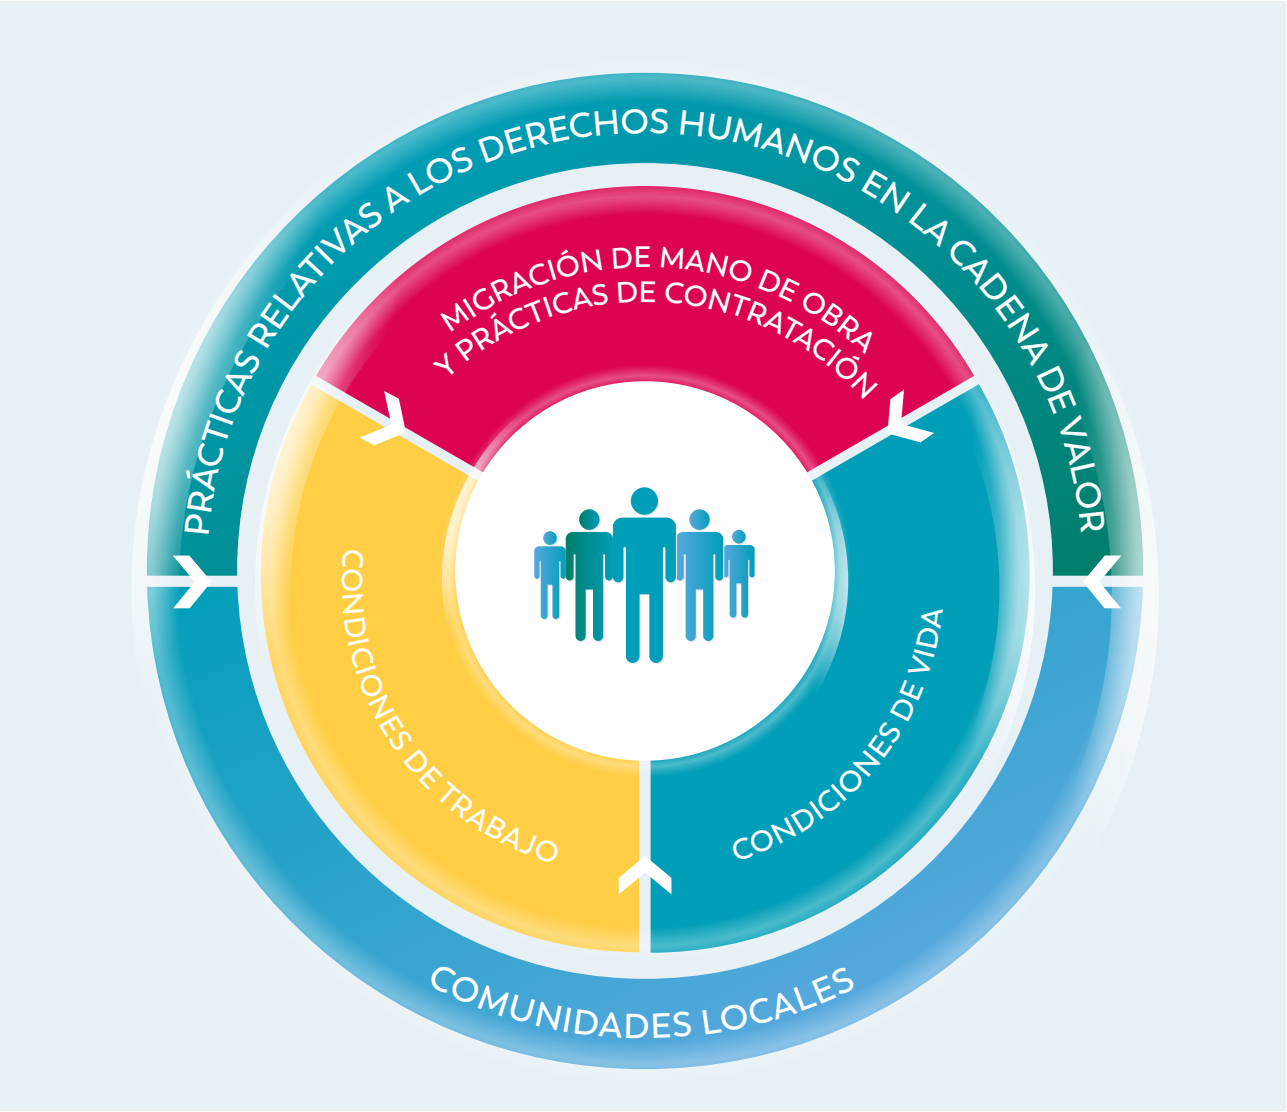 PRÁCTICAS RELATIVAS A LOS DERECHOS HUMANOS EN LA CADENA DE VALOR
MIGRACIÓN DE MANO DE OBRA
Y PRÁCTICAS DE CONTRATACIÓN
CONDICIONES DE TRABAJO
CONDICIONES DE VIDA
COMUNIDADES LOCALES